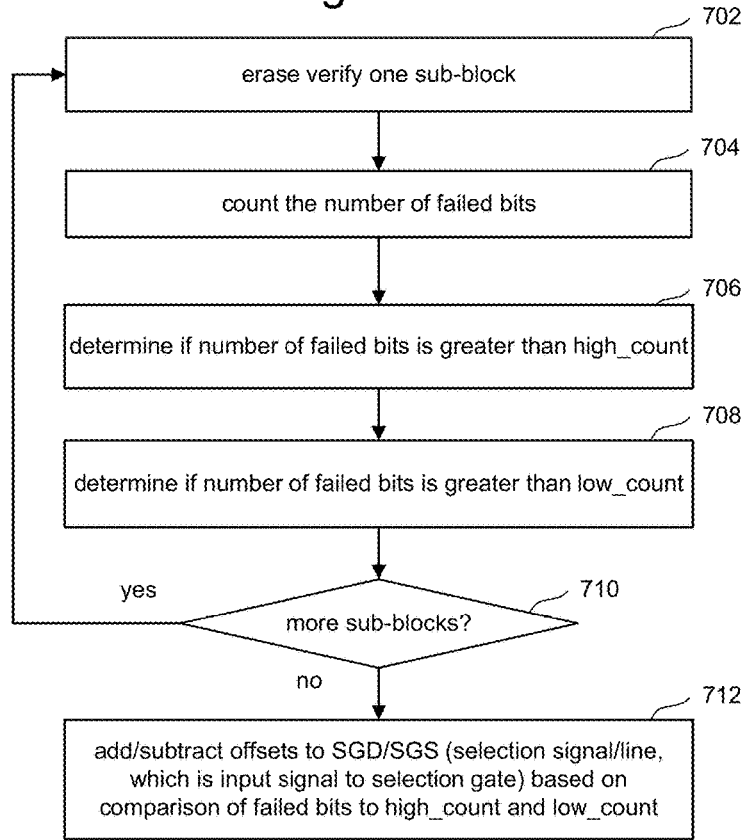 702
erase verify one sub-block
704
count the number of failed bits
706
determine if number of failed bits is greater than high_count
708
determine if number of failed bits is greater than low_count
yes
710
more sub-blocks?
no
712
add/subtract offsets to SGD/SGS (selection signal/line,
which is input signal to selection gate) based on
comparison of failed bits to high_count and low_count